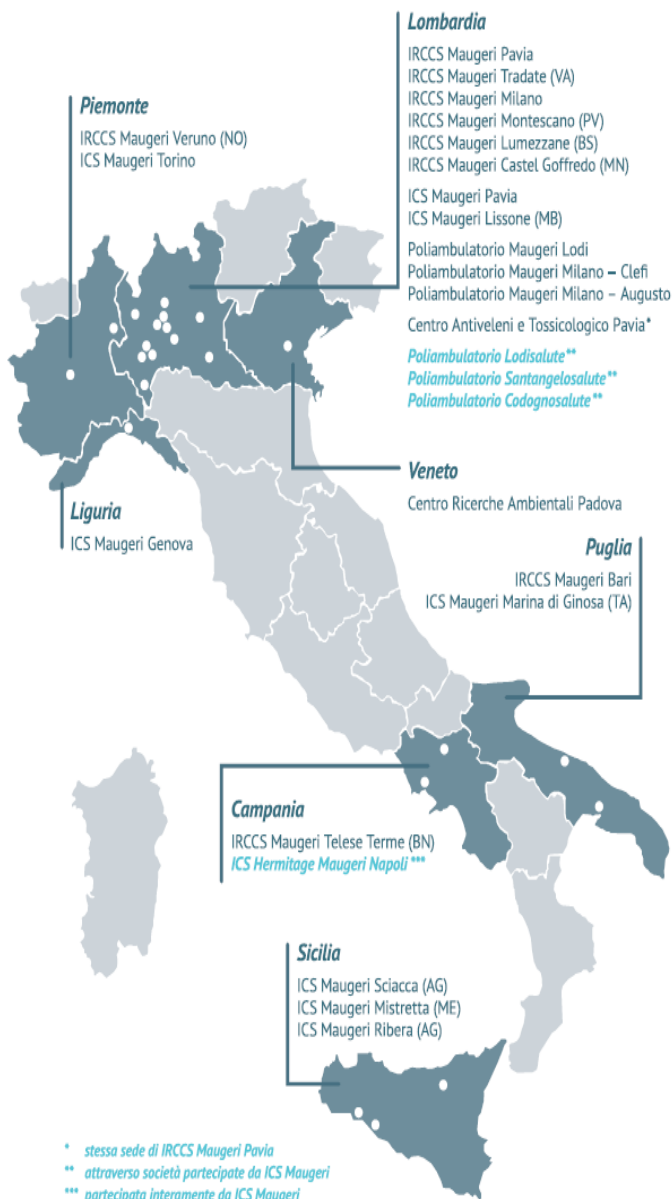 Lombardia
IRCCS Maugeri Pavia
IRCCS Maugeri Tradate (VA)
IRCCS Maugeri Milano
IRCCS Maugeri Montescano (PV)
IRCCS Maugeri Lumezzane (BS)
IRCCS Maugeri Castel Goffredo (MN)
ICS Maugeri Pavia
ICS Maugeri Lissone (MB)
Poliambulatorio Maugeri Lodi
Poliambulatorio Maugeri Milano – Clefi
Poliambulatorio Maugeri Milano – Augusto
Centro Antiveleni e Tossicologico Pavia*
Poliambulatorio Lodisalute**
Poliambulatorio Santangelosalute**
Poliambulatorio Codognosalute**
Piemonte
IRCCS Maugeri Veruno (NO)
ICS Maugeri Torino
Veneto
Centro Ricerche Ambientali Padova
Liguria
ICS Maugeri Genova
Puglia
IRCCS Maugeri Bari
ICS Maugeri Marina di Ginosa (TA)
Campania
IRCCS Maugeri Telese Terme (BN)
ICS Hermitage Maugeri Napoli ***
Sicilia
ICS Maugeri Sciacca (AG)
ICS Maugeri Mistretta (ME)
ICS Maugeri Ribera (AG)
* stessa sede di IRCCS Maugeri Pavia
** attraverso società partecipate da ICS Maugeri
*** partecipata interamente da ICS Maugeri